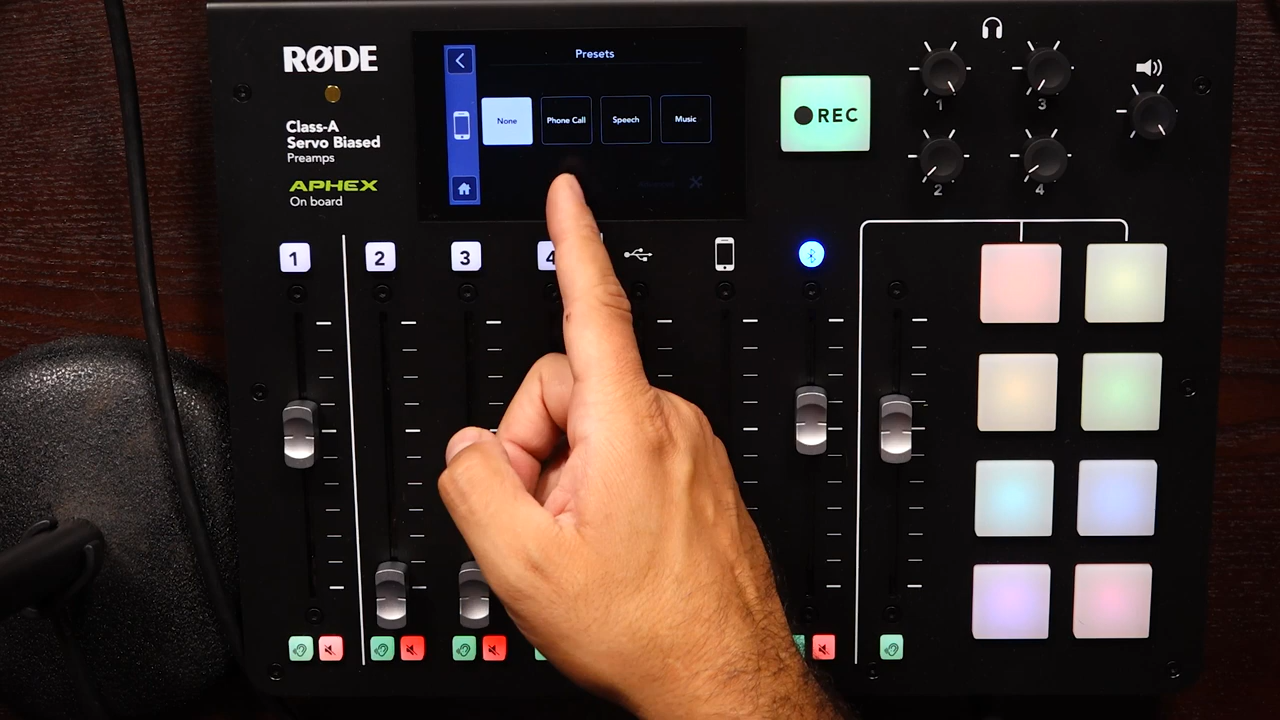 RØDE
Class-A
Servo Biased
Preamps
APHEX
On board
Presets
None
Phone Call
Speech
Music
REC
1
3
2
4
1
2
3
4